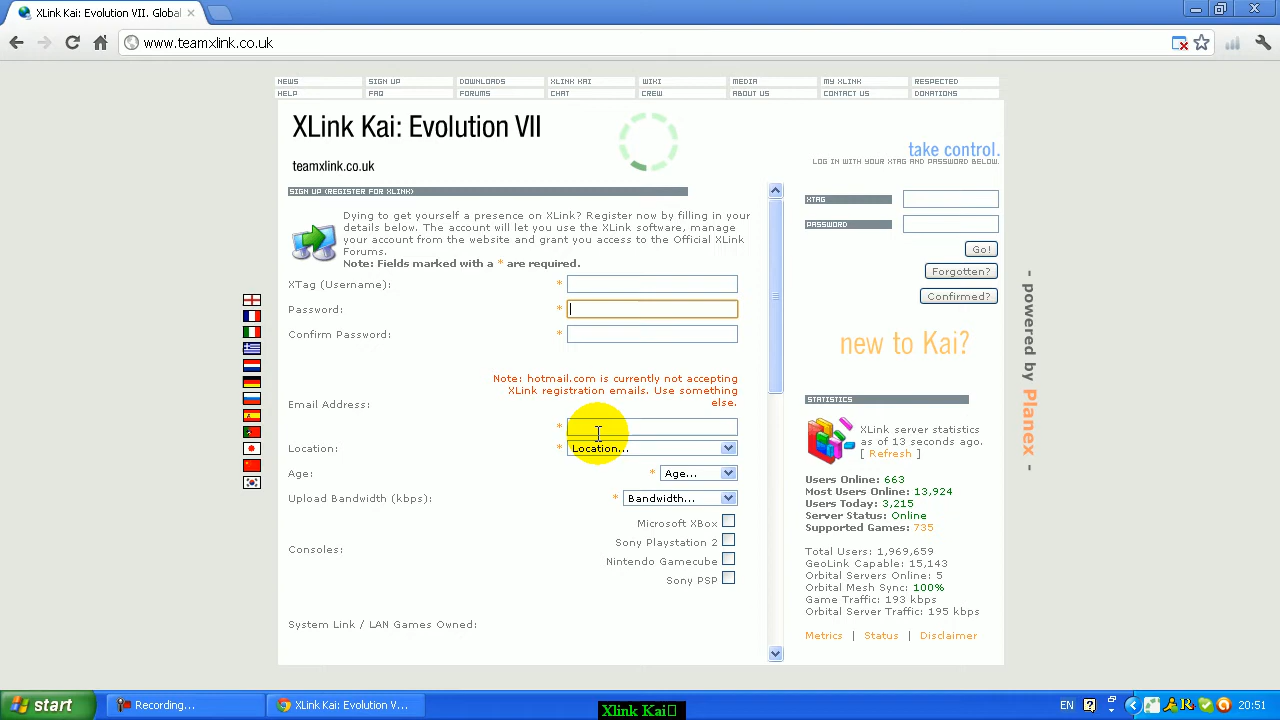 XLink Kai: Evolution VII. Global
www.teamxlink.co.uk
NEWS SIGN UP DOWNLOADS XLINK KAI WIKI MEDIA MY XLINK RESPECTED
HELP FAQ FORUMS CHAT CREW ABOUT US CONTACT US DONATIONS
XLink Kai: Evolution VII
teamxlink.co.uk
take control.
LOG IN WITH YOUR XTAG AND PASSWORD BELOW.
SIGN UP (REGISTER FOR XLINK)
Dying to get yourself a presence on XLink? Register now by filling in your
details below. The account will let you use the XLink software, manage
your account from the website and grant you access to the Official XLink
Forums.
Note: Fields marked with a * are required.
XTag (Username): *
Password: *
Confirm Password: *
Note: hotmail.com is currently not accepting
XLink registration emails. Use something
else.
Email Address:
*
Location: * Location...
Age: * Age...
Upload Bandwidth (kbps): * Bandwidth...
Microsoft XBox
Sony Playstation 2
Consoles:
Nintendo Gamecube
Sony PSP
System Link / LAN Games Owned:
XTAG
PASSWORD
Go!
Forgotten?
Confirmed?
new to Kai?
STATISTICS
XLink server statistics
as of 13 seconds ago.
[ Refresh ]
Users Online: 663
Most Users Online: 13,924
Users Today: 3,215
Server Status: Online
Supported Games: 735
Total Users: 1,969,659
GeoLink Capable: 15,143
Orbital Servers Online: 5
Orbital Mesh Sync: 100%
Game Traffic: 193 kbps
Orbital Server Traffic: 195 kbps
Metrics | Status | Disclaimer
- powered by Planex -
start
Recording...
XLink Kai: Evolution V...
Xlink Kai
EN
20:51